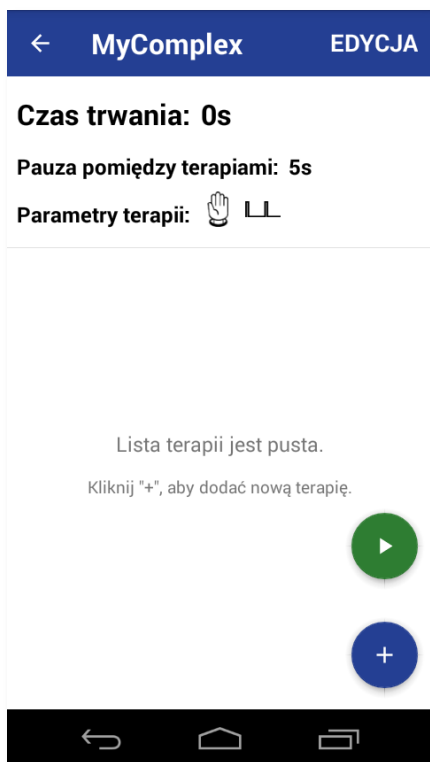 MyComplex EDYCJA
Czas trwania: 0s
Pauza pomiędzy terapiami: 5s
Parametry terapii:
Lista terapii jest pusta.
Kliknij "+", aby dodać nową terapię.
+